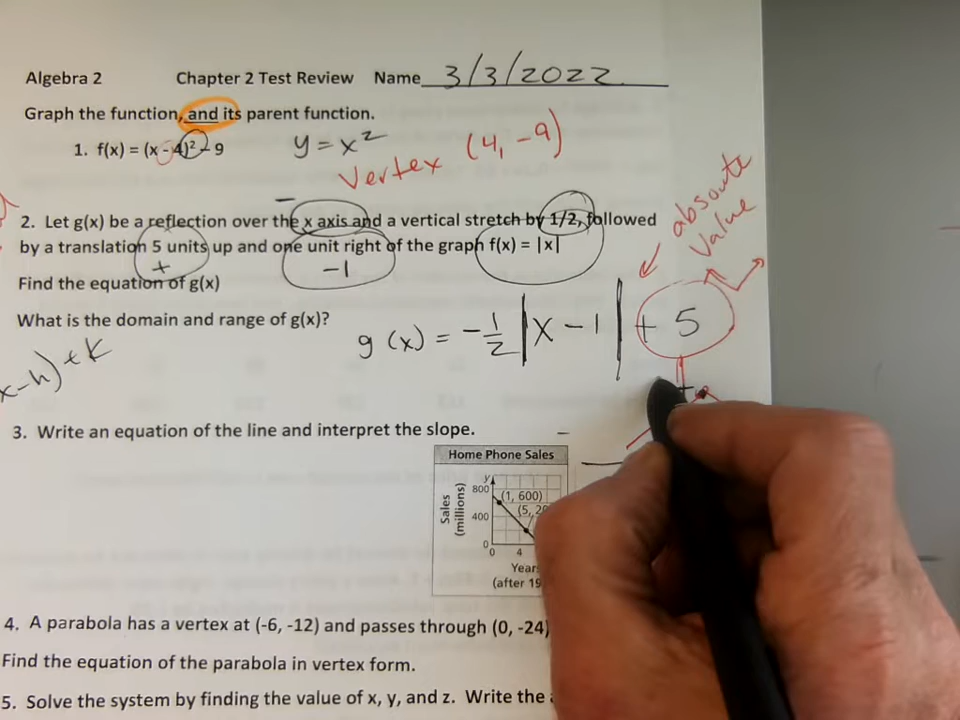 Algebra 2 Chapter 2 Test Review Name 3/3/2022
Graph the function, and its parent function.
1. f(x) = (x - 4)² - 9 y = x²
Vertex (4, -9)
2. Let g(x) be a reflection over the x axis and a vertical stretch by 1/2, followed
by a translation 5 units up and one unit right of the graph f(x) = |x|
+ -1
absolute
value
Find the equation of g(x)
What is the domain and range of g(x)?
g(x) = -1/2 |x - 1| + 5
x-h) + K
3. Write an equation of the line and interpret the slope.
Home Phone Sales
Sales
(millions)
y
800
400
0
(1, 600)
(5, 2
0 4
Year
(after 19
4. A parabola has a vertex at (-6, -12) and passes through (0, -24)
Find the equation of the parabola in vertex form.
5. Solve the system by finding the value of x, y, and z. Write the